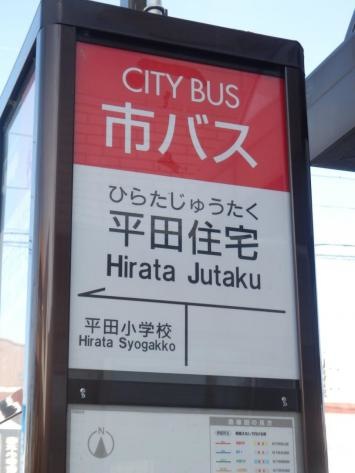 CITY BUS
市バス
ひらたじゅうたく
平田住宅
Hirata Jutaku
平田小学校
Hirata Syogakko
N